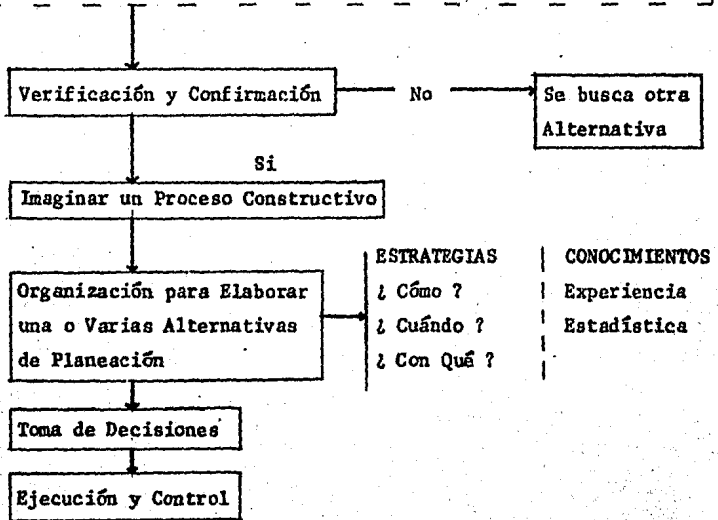 Verificación y Confirmación
No
Se busca otra
Alternativa
Si
Imaginar un Proceso Constructivo
Organización para Elaborar
una o Varias Alternativas
de Planeación
ESTRATEGIAS
¿ Cómo ?
¿ Cuándo ?
¿ Con Qué ?
CONOCIMIENTOS
Experiencia
Estadística
Toma de Decisiones
Ejecución y Control